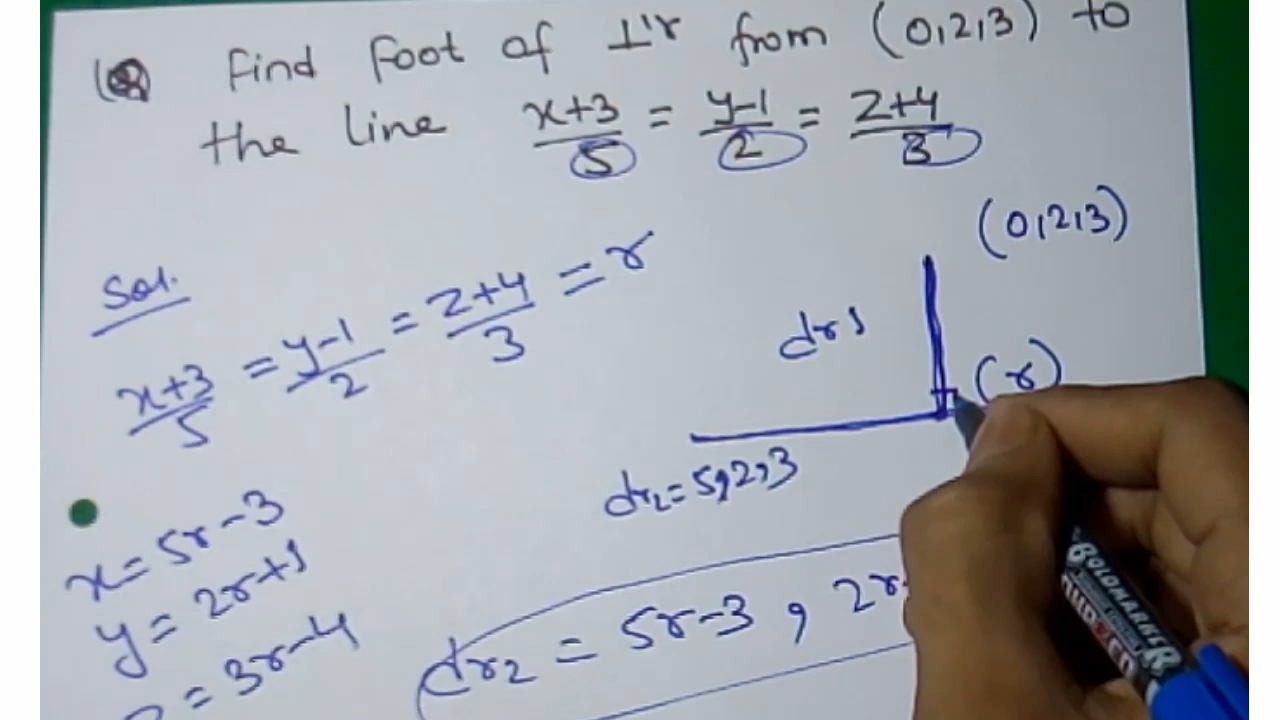 (Q) Find foot of ⊥'r from (0,2,3) to
the line x+3/5 = y-1/2 = z+4/3
(0,2,3)
Sol.
x+3/5 = y-1/2 = z+4/3 = r
dr1
(r)
dr2 = 5,2,3
x = 5r-3
y = 2r+1
= 3r-4
dr2 = 5r-3 , 2r
BOLDMARKER